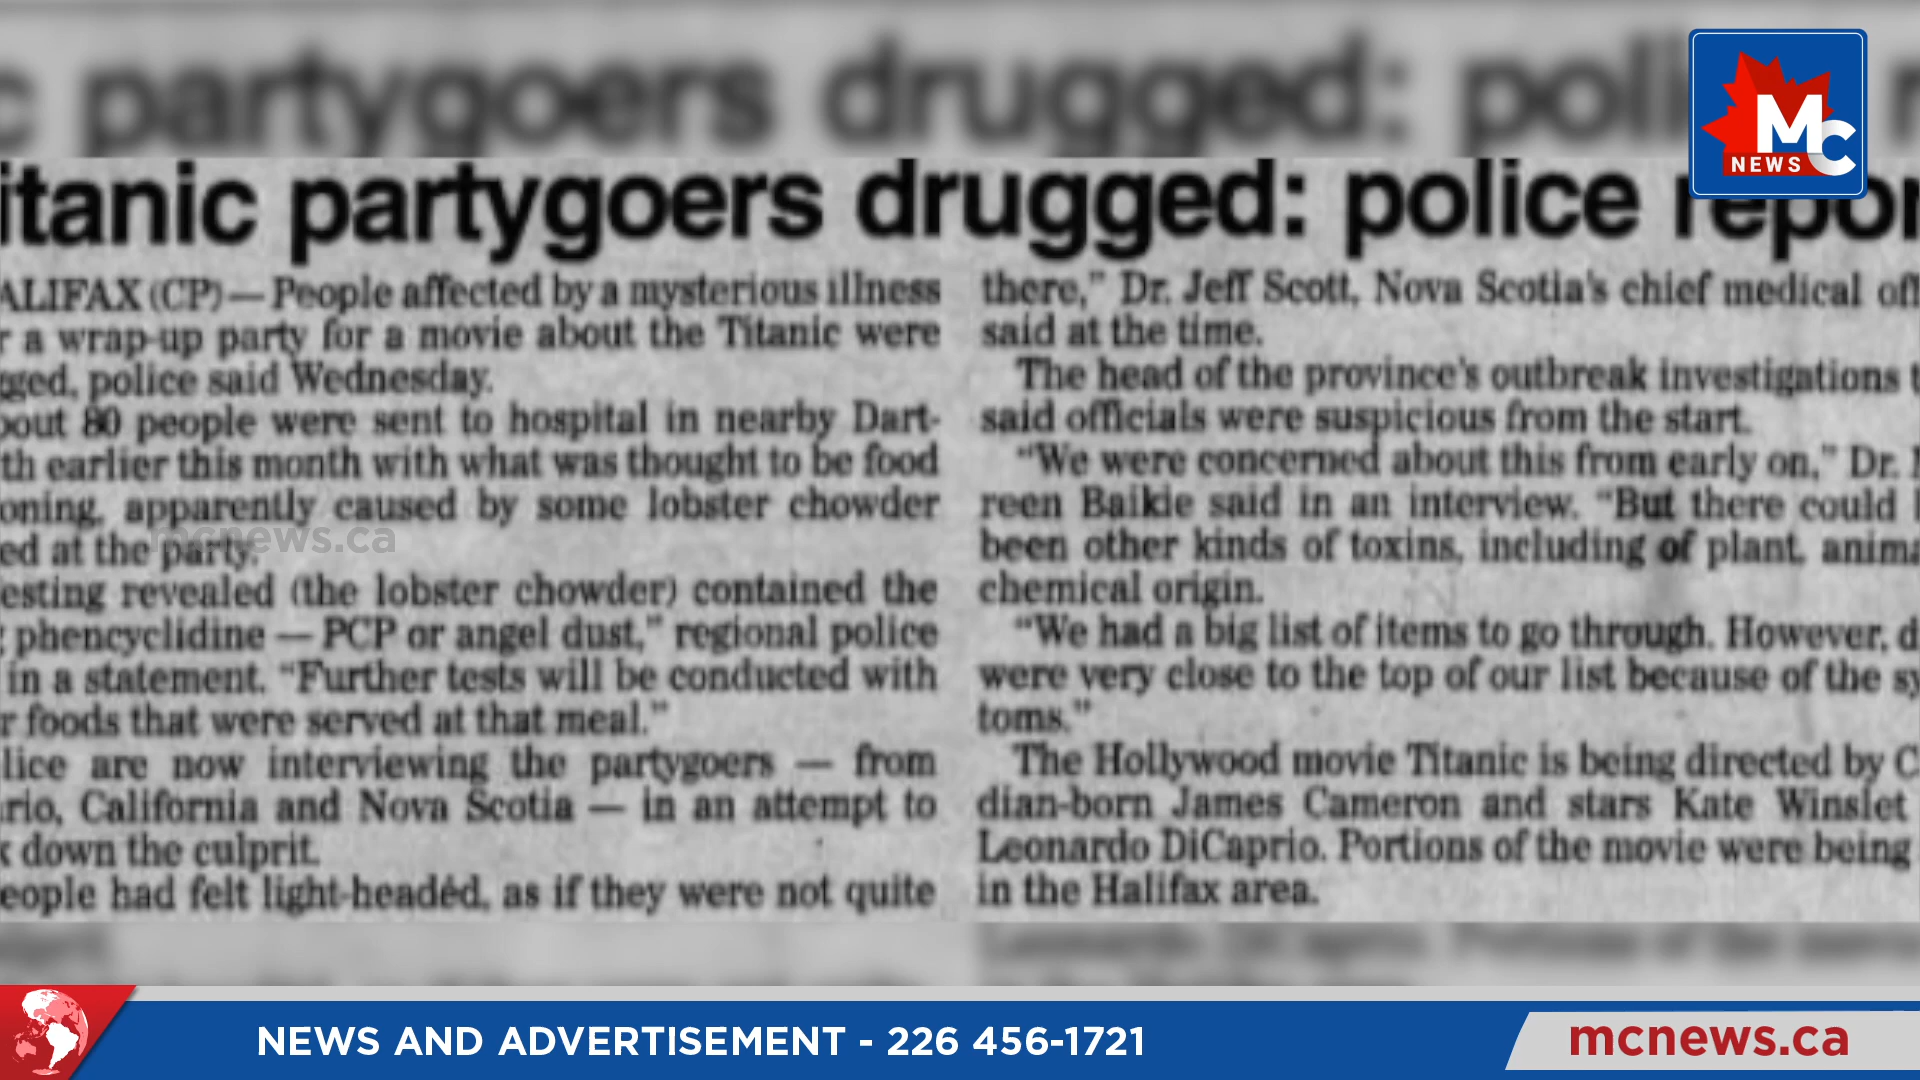 c partygoers drugged: poli
M
C
NEWS
itanic partygoers drugged: police repor
ALIFAX (CP) — People affected by a mysterious illness
r a wrap-up party for a movie about the Titanic were
gged, police said Wednesday.
bout 80 people were sent to hospital in nearby Dart-
th earlier this month with what was thought to be food
oning, apparently caused by some lobster chowder
ed at the party.
mcnews.ca
esting revealed (the lobster chowder) contained the
g phencyclidine — PCP or angel dust,” regional police
in a statement. “Further tests will be conducted with
r foods that were served at that meal.”
lice are now interviewing the partygoers — from
rio, California and Nova Scotia — in an attempt to
k down the culprit.
eople had felt light-headed, as if they were not quite
there,” Dr. Jeff Scott, Nova Scotia’s chief medical off
said at the time.
The head of the province’s outbreak investigations t
said officials were suspicious from the start.
“We were concerned about this from early on,” Dr.
reen Baikie said in an interview. “But there could
been other kinds of toxins, including of plant, anima
chemical origin.
“We had a big list of items to go through. However, d
were very close to the top of our list because of the sy
toms.”
The Hollywood movie Titanic is being directed by C
dian-born James Cameron and stars Kate Winslet
Leonardo DiCaprio. Portions of the movie were being
in the Halifax area.
NEWS AND ADVERTISEMENT - 226 456-1721
mcnews.ca